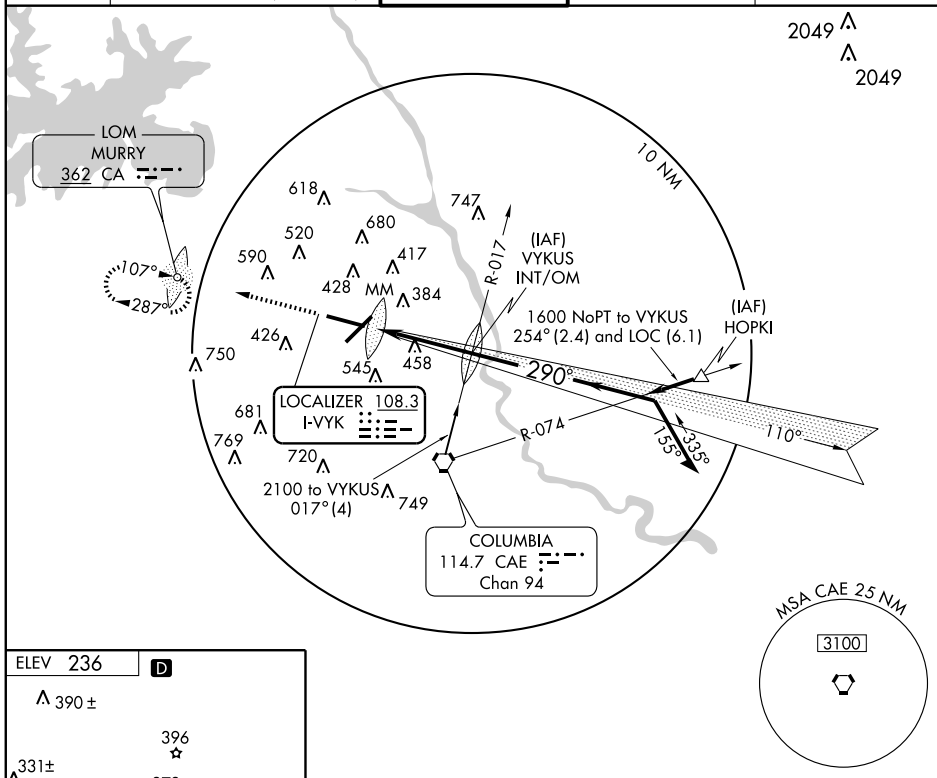 2049
2049
LOM
MURRY
362 CA
10 NM
618
747
R-017
680
520
(IAF)
VYKUS
INT/OM
590
417
107°
428
MM
384
287°
1600 NoPT to VYKUS
254° (2.4) and LOC (6.1)
(IAF)
HOPKI
426
458
750
545
290°
LOCALIZER 108.3
I-VYK
R-074
110°
681
155°
335°
769
720
2100 to VYKUS
017° (4)
749
COLUMBIA
114.7 CAE
Chan 94
MSA CAE 25 NM
3100
ELEV 236
D
390 ±
396
331±